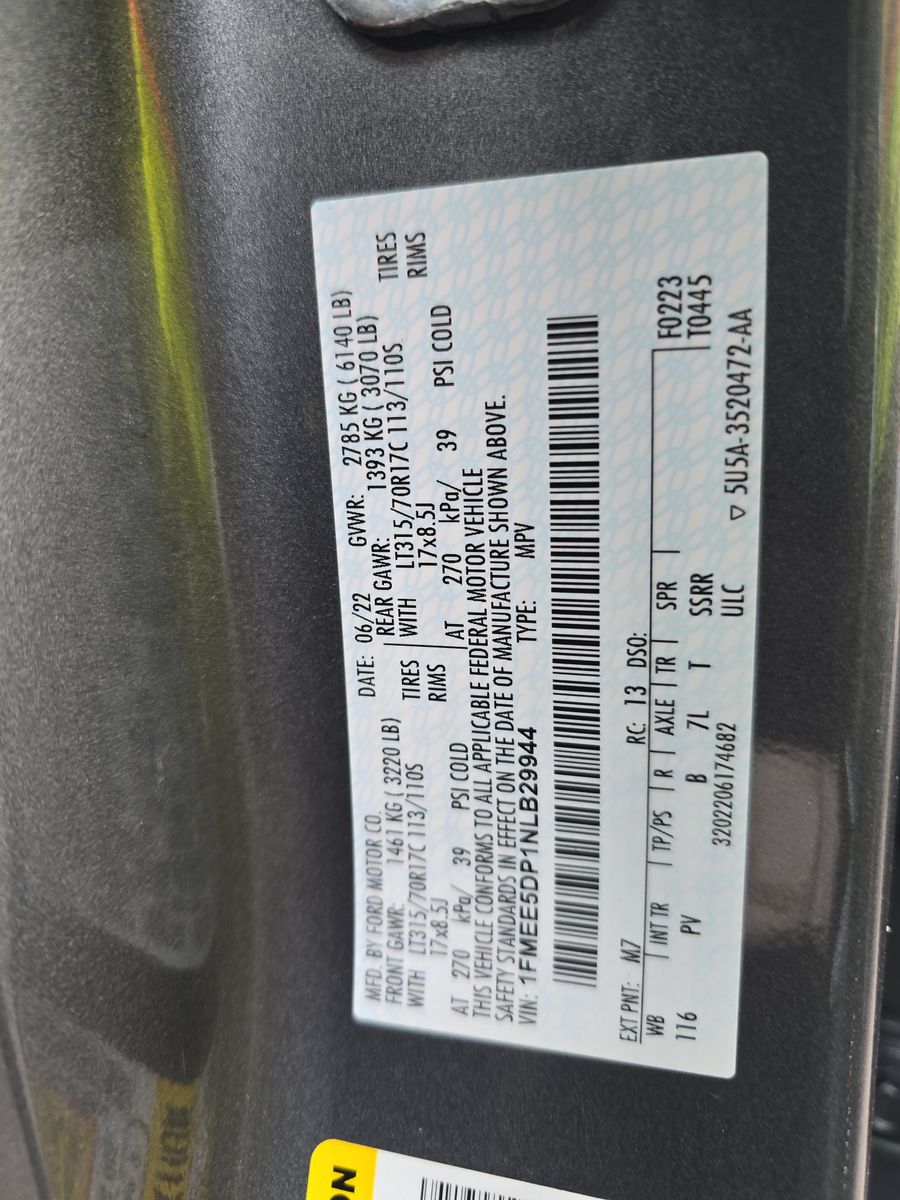 MFD. BY FORD MOTOR CO. DATE: 06/22 GVWR: 2785 KG ( 6140 LB)
FRONT GAWR: 1461 KG ( 3220 LB) REAR GAWR: 1393 KG ( 3070 LB)
WITH LT315/70R17C 113/110S TIRES WITH LT315/70R17C 113/110S TIRES
17x8.5J RIMS 17x8.5J RIMS
AT 270 kPa/ 39 PSI COLD AT 270 kPa/ 39 PSI COLD
THIS VEHICLE CONFORMS TO ALL APPLICABLE FEDERAL MOTOR VEHICLE
SAFETY STANDARDS IN EFFECT ON THE DATE OF MANUFACTURE SHOWN ABOVE.
VIN: 1FMEE5DP1NLB29944 TYPE: MPV
EXT PNT: M7 RC: 13 DSO: F0223
WB INT TR TP/PS R AXLE TR SPR T0445
116 PV B 7L T SSRR
3202206174682 ULC ▽ 5U5A-3520472-AA
ON